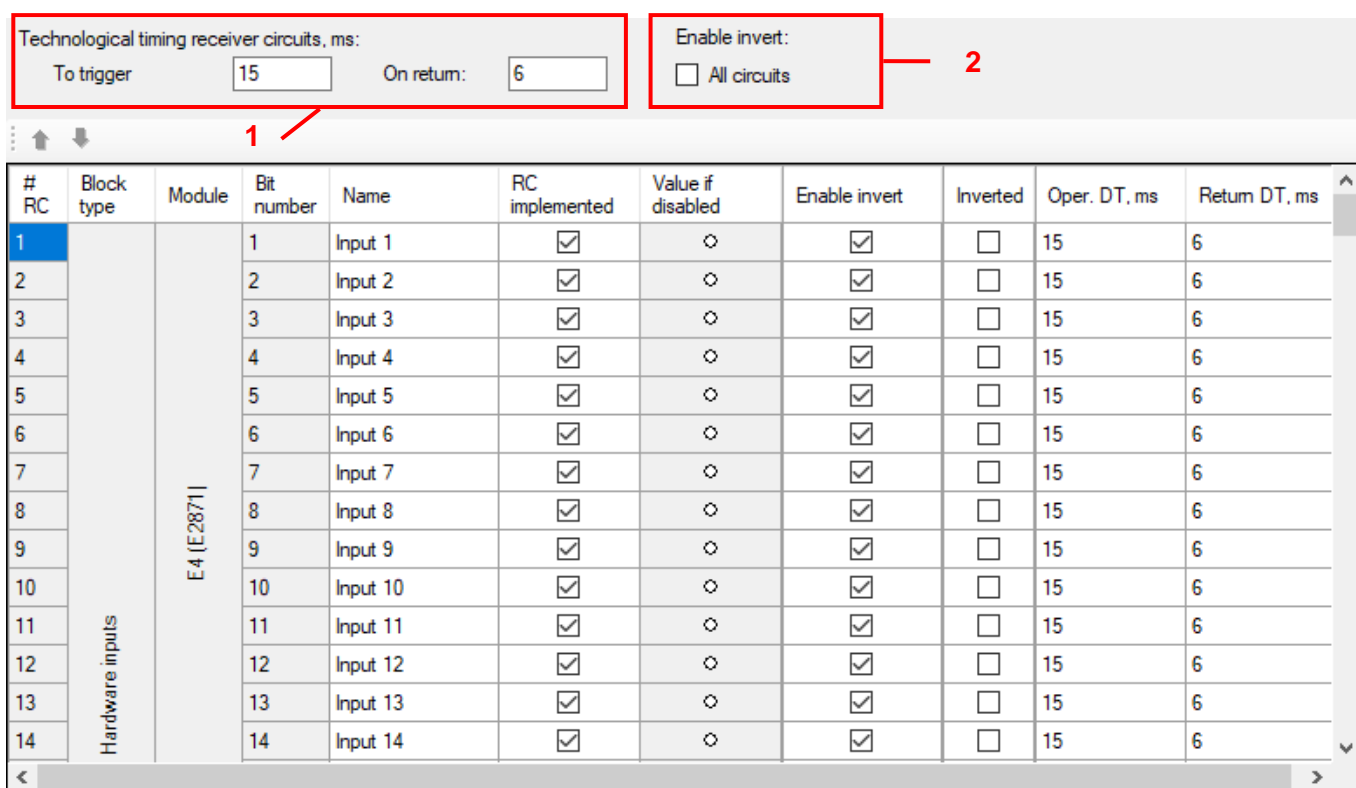 Technological timing receiver circuits, ms:
To trigger 15 On return: 6
Enable invert:
All circuits
1
2
# RC Block type Module Bit number Name RC implemented Value if disabled Enable invert Inverted Oper. DT, ms Return DT, ms
Hardware inputs
E4 (E2871)
1 1 Input 1 15 6
2 2 Input 2 15 6
3 3 Input 3 15 6
4 4 Input 4 15 6
5 5 Input 5 15 6
6 6 Input 6 15 6
7 7 Input 7 15 6
8 8 Input 8 15 6
9 9 Input 9 15 6
10 10 Input 10 15 6
11 11 Input 11 15 6
12 12 Input 12 15 6
13 13 Input 13 15 6
14 14 Input 14 15 6